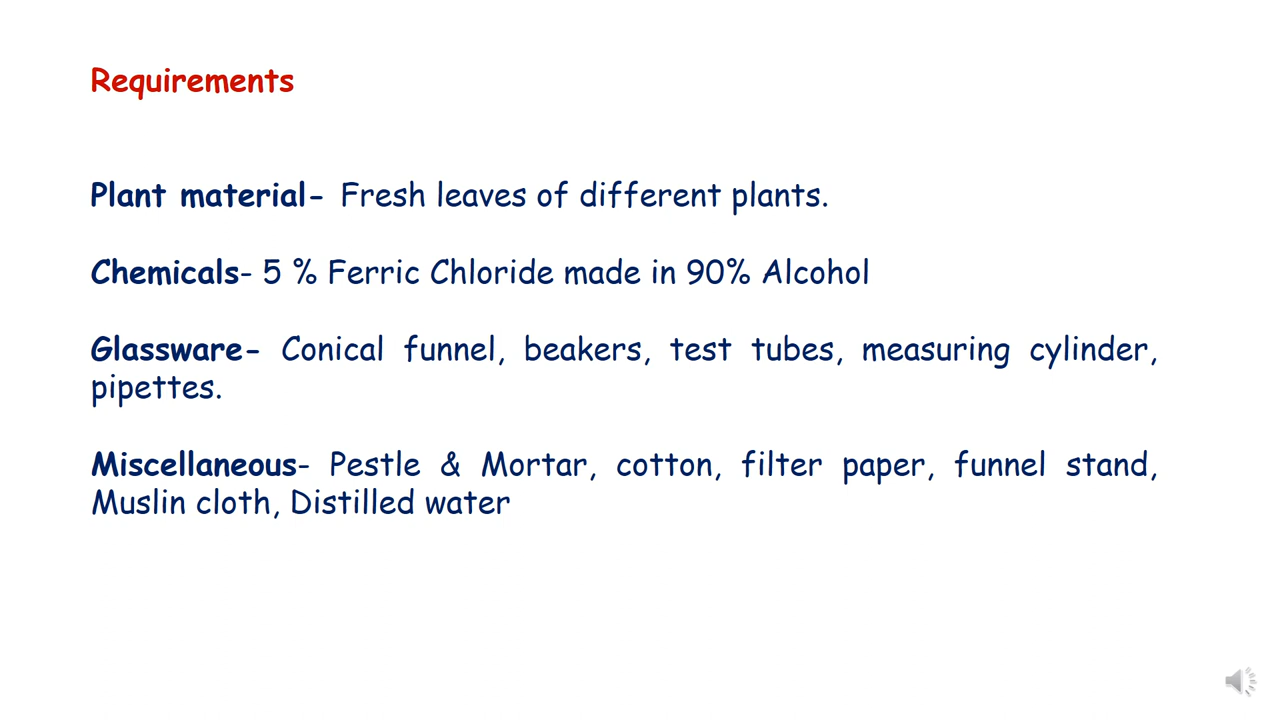 Requirements
Plant material- Fresh leaves of different plants.
Chemicals- 5 % Ferric Chloride made in 90% Alcohol
Glassware- Conical funnel, beakers, test tubes, measuring cylinder,
pipettes.
Miscellaneous- Pestle & Mortar, cotton, filter paper, funnel stand,
Muslin cloth, Distilled water